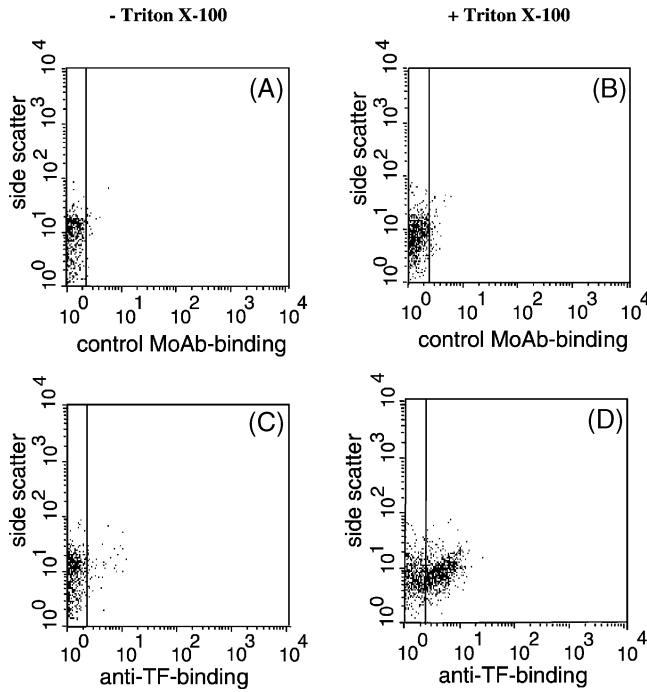 - Triton X-100
+ Triton X-100
(A)
side scatter
10^0 10^1 10^2 10^3 10^4
10^0 0 10^1 10^2 10^3 10^4
control MoAb-binding
(B)
side scatter
10^0 10^1 10^2 10^3 10^4
10^0 0 10^1 10^2 10^3 10^4
control MoAb-binding
(C)
side scatter
10^0 10^1 10^2 10^3 10^4
10^0 0 10^1 10^2 10^3 10^4
anti-TF-binding
(D)
side scatter
10^0 10^1 10^2 10^3 10^4
10^0 0 10^1 10^2 10^3 10^4
anti-TF-binding